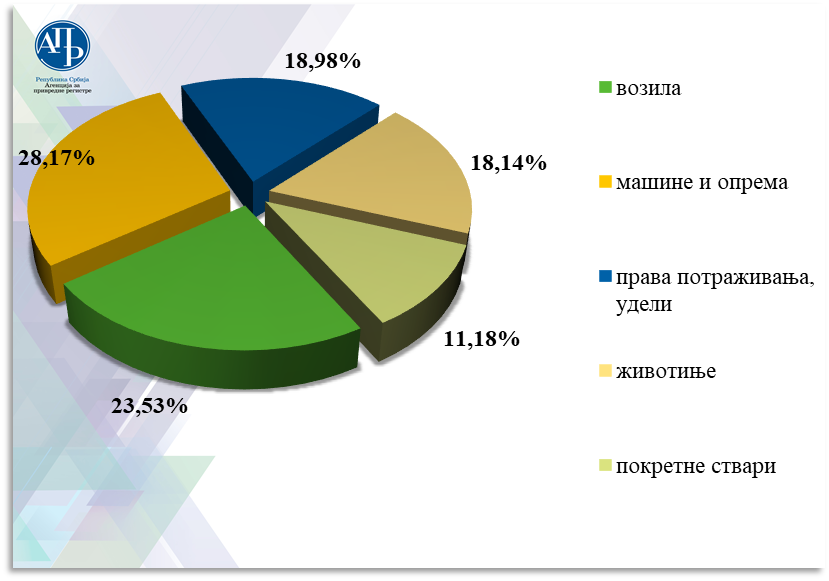 АПР
Република Србија
Агенција за
привредне регистре
18,98%
28,17%
18,14%
11,18%
23,53%
возила
машине и опрема
права потраживања,
удели
животиње
покретне ствари